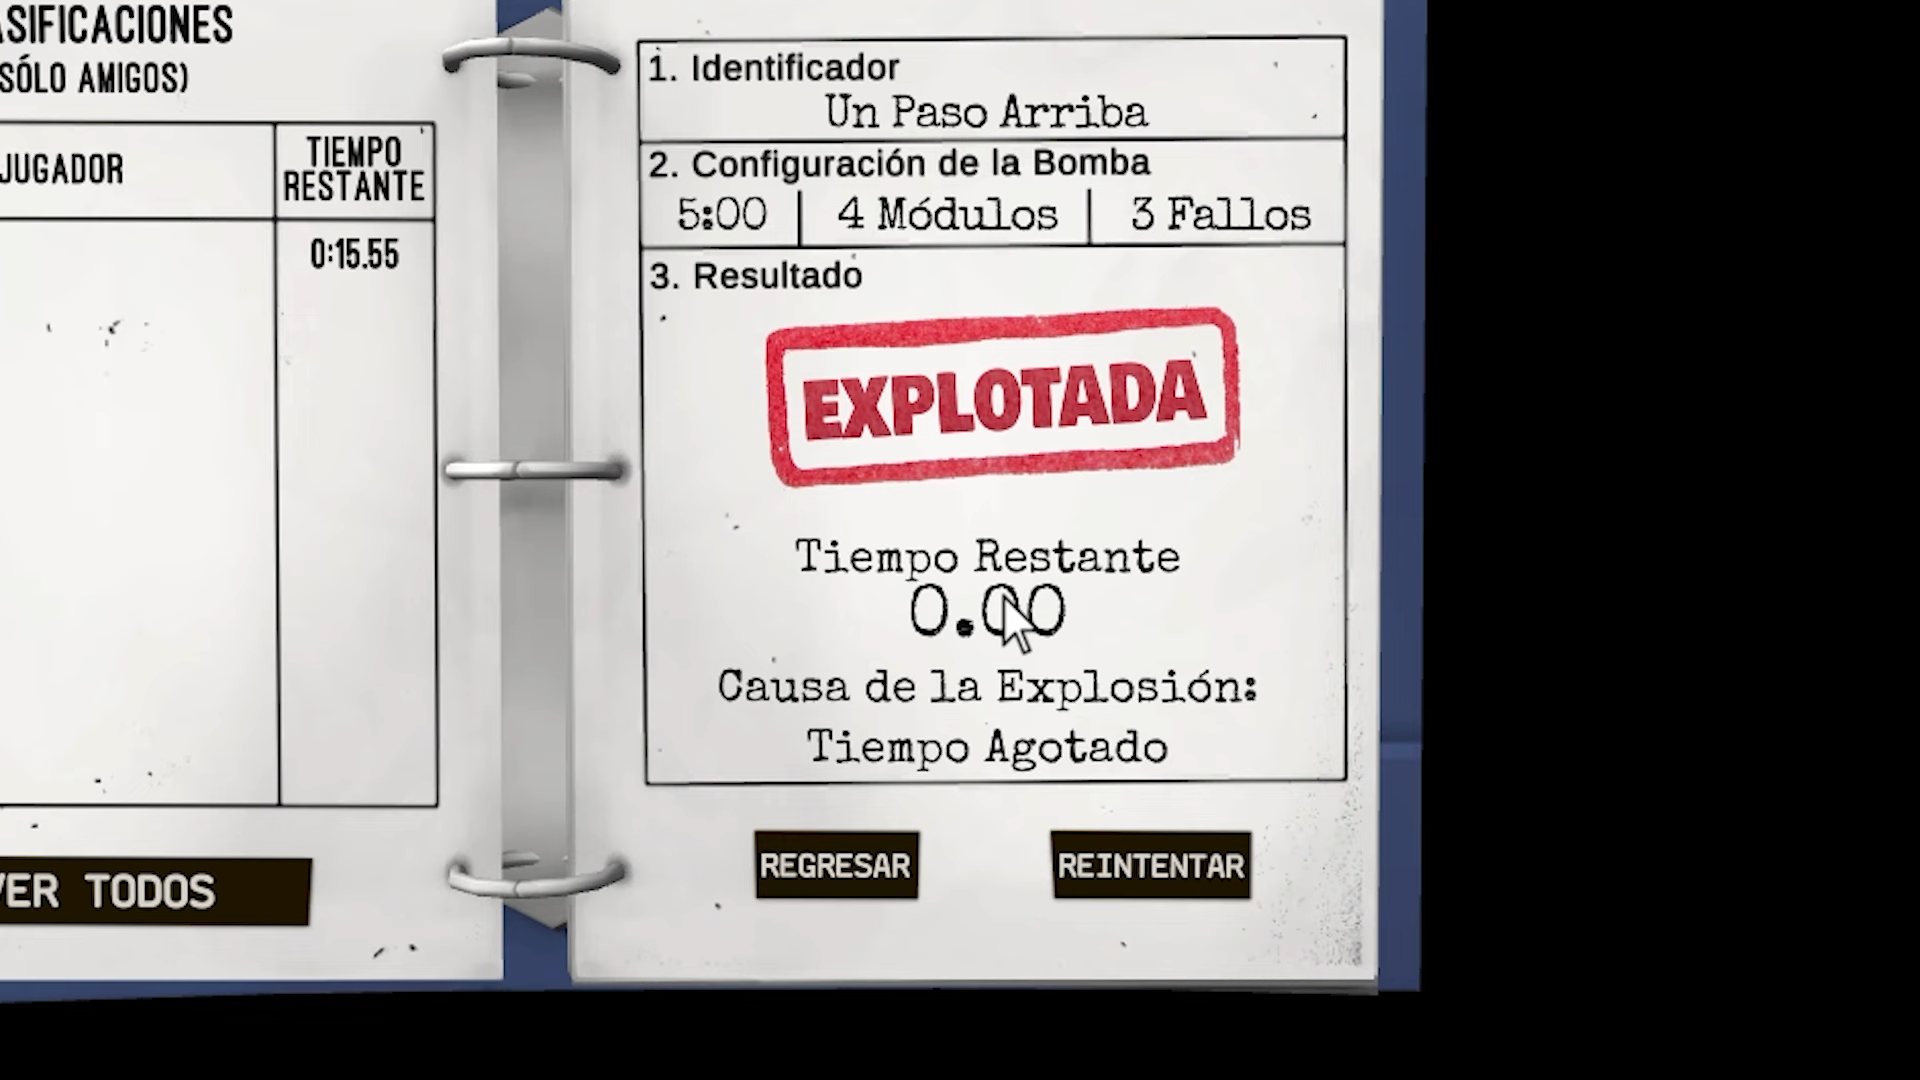 (SÓLO AMIGOS)
JUGADOR
TIEMPO
RESTANTE
0:15.55
VER TODOS
1. Identificador
Un Paso Arriba
2. Configuración de la Bomba
5:00 | 4 Módulos | 3 Fallos
3. Resultado
EXPLOTADA
Tiempo Restante
0.00
Causa de la Explosión:
Tiempo Agotado
REGRESAR
REINTENTAR